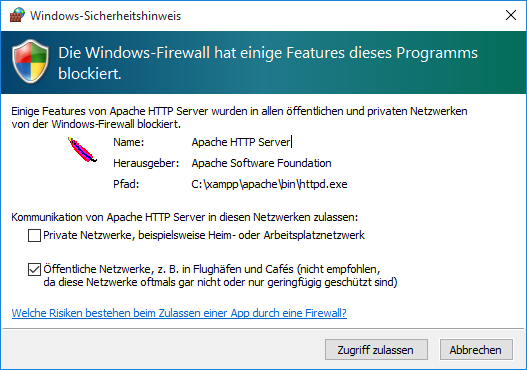 Windows-Sicherheitshinweis
Die Windows-Firewall hat einige Features dieses Programms
blockiert.
Einige Features von Apache HTTP Server wurden in allen öffentlichen und privaten Netzwerken
von der Windows-Firewall blockiert.
Name: Apache HTTP Server
Herausgeber: Apache Software Foundation
Pfad: C:\xampp\apache\bin\httpd.exe
Kommunikation von Apache HTTP Server in diesen Netzwerken zulassen:
Private Netzwerke, beispielsweise Heim- oder Arbeitsplatznetzwerk
Öffentliche Netzwerke, z. B. in Flughäfen und Cafés (nicht empfohlen,
da diese Netzwerke oftmals gar nicht oder nur geringfügig geschützt sind)
Welche Risiken bestehen beim Zulassen einer App durch eine Firewall?
Zugriff zulassen Abbrechen